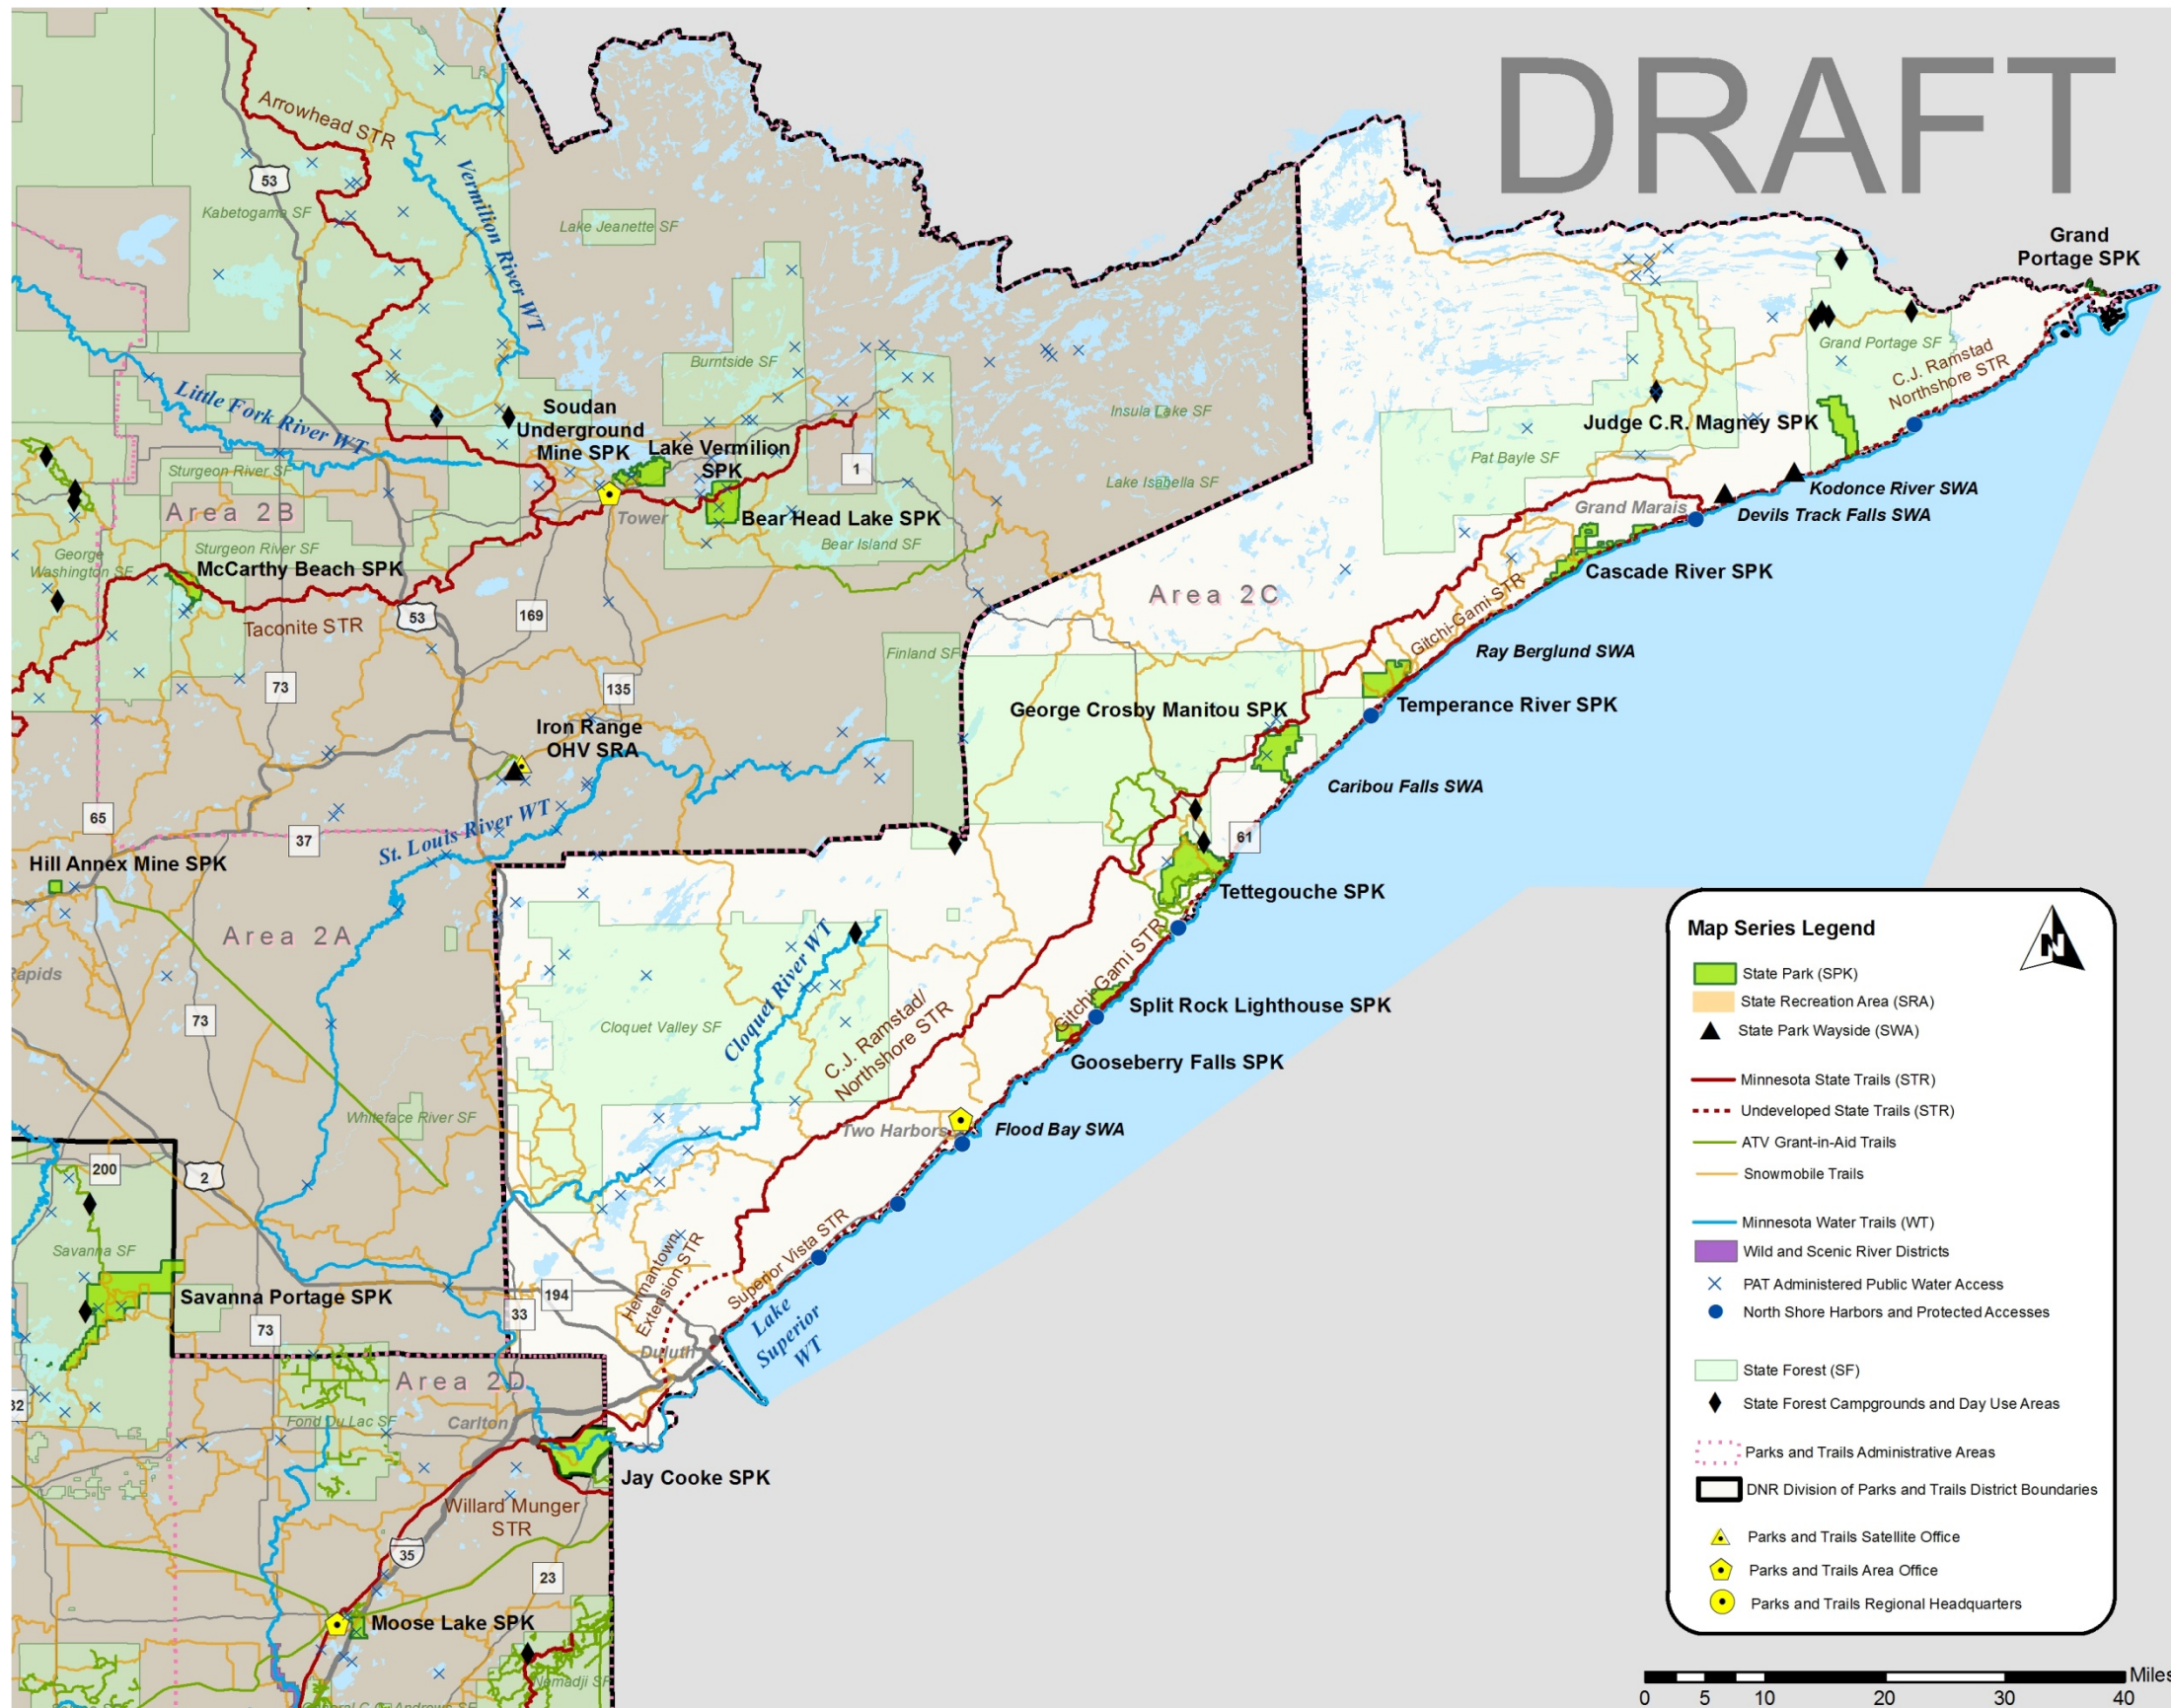 DRAFT
Arrowhead STR
53
Kabetogama SF
Vermilion River WT
Lake Jeanette SF
Grand
Portage SPK
Little Fork River WT
Burntside SF
Grand Portage SF
C.J. Ramstad
Northshore STR
Soudan
Underground
Mine SPK
Lake Vermilion
SPK
Insula Lake SF
Judge C.R. Magney SPK
Sturgeon River SF
1
Pat Bayle SF
Lake Isabella SF
Kodonce River SWA
Area 2B
Tower
Bear Head Lake SPK
Grand Marais
Devils Track Falls SWA
Sturgeon River SF
Bear Island SF
George
Washington SF
McCarthy Beach SPK
Cascade River SPK
Area 2C
53
169
Taconite STR
Gitchi-Gami STR
Ray Berglund SWA
Finland SF
73
135
George Crosby Manitou SPK
Temperance River SPK
Iron Range
OHV SRA
Caribou Falls SWA
65
37
St. Louis River WT
61
Hill Annex Mine SPK
Tettegouche SPK
Area 2A
Rapids
Cloquet River WT
Gitchi-Gami STR
73
Cloquet Valley SF
C.J. Ramstad/
Northshore STR
Split Rock Lighthouse SPK
Gooseberry Falls SPK
Whiteface River SF
Two Harbors
Flood Bay SWA
200
2
Savanna SF
Hermantown
Extension STR
Superior Vista STR
Savanna Portage SPK
194
33
73
Lake
Superior
WT
Duluth
Area 2D
32
Fond Du Lac SF
Carlton
Jay Cooke SPK
Willard Munger
STR
35
23
Moose Lake SPK
Nemadji SF
General C.C. Andrews SF
Map Series Legend
N
State Park (SPK)
State Recreation Area (SRA)
State Park Wayside (SWA)
Minnesota State Trails (STR)
Undeveloped State Trails (STR)
ATV Grant-in-Aid Trails
Snowmobile Trails
Minnesota Water Trails (WT)
Wild and Scenic River Districts
PAT Administered Public Water Access
North Shore Harbors and Protected Accesses
State Forest (SF)
State Forest Campgrounds and Day Use Areas
Parks and Trails Administrative Areas
DNR Division of Parks and Trails District Boundaries
Parks and Trails Satellite Office
Parks and Trails Area Office
Parks and Trails Regional Headquarters
Miles
0 5 10 20 30 40